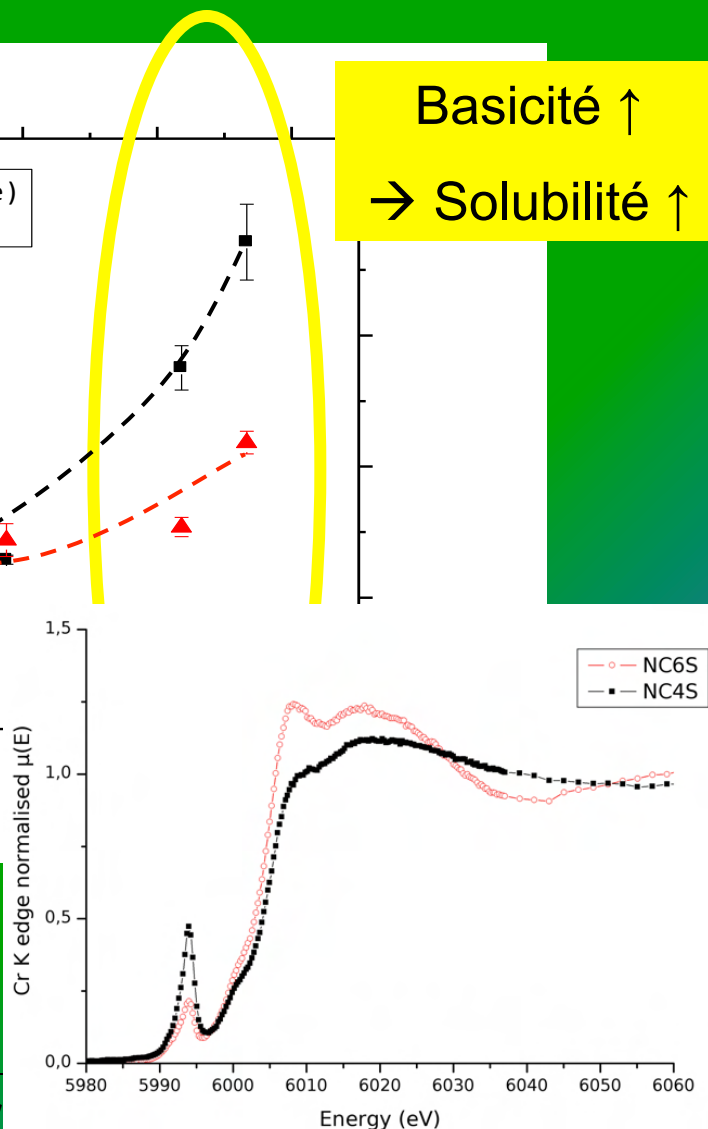 Basicité ↑
→ Solubilité ↑
e)
1,5
NC6S
NC4S
1,0
0,5
0,0
Cr K edge normalised μ(E)
5980 5990 6000 6010 6020 6030 6040 6050 6060
Energy (eV)